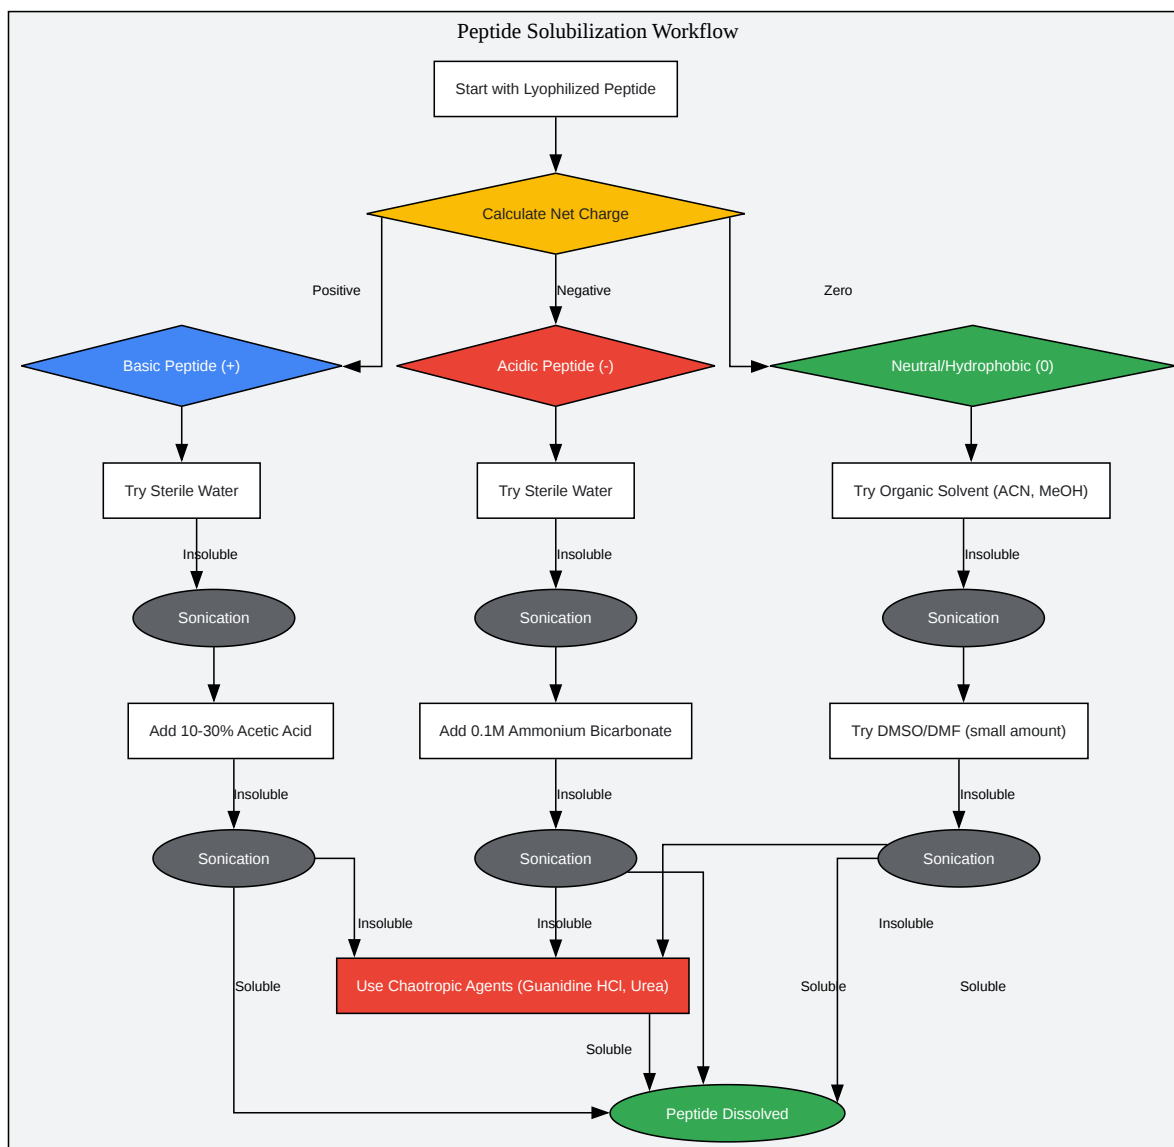 Peptide Solubilization Workflow
Start with Lyophilized Peptide
Calculate Net Charge
Positive
Negative
Zero
Basic Peptide (+)
Acidic Peptide (-)
Neutral/Hydrophobic (0)
Try Sterile Water
Try Sterile Water
Try Organic Solvent (ACN, MeOH)
Insoluble
Insoluble
Insoluble
Sonication
Sonication
Sonication
Add 10-30% Acetic Acid
Add 0.1M Ammonium Bicarbonate
Try DMSO/DMF (small amount)
Insoluble
Insoluble
Insoluble
Sonication
Sonication
Sonication
Insoluble
Insoluble
Insoluble
Soluble
Use Chaotropic Agents (Guanidine HCl, Urea)
Soluble
Soluble
Soluble
Peptide Dissolved